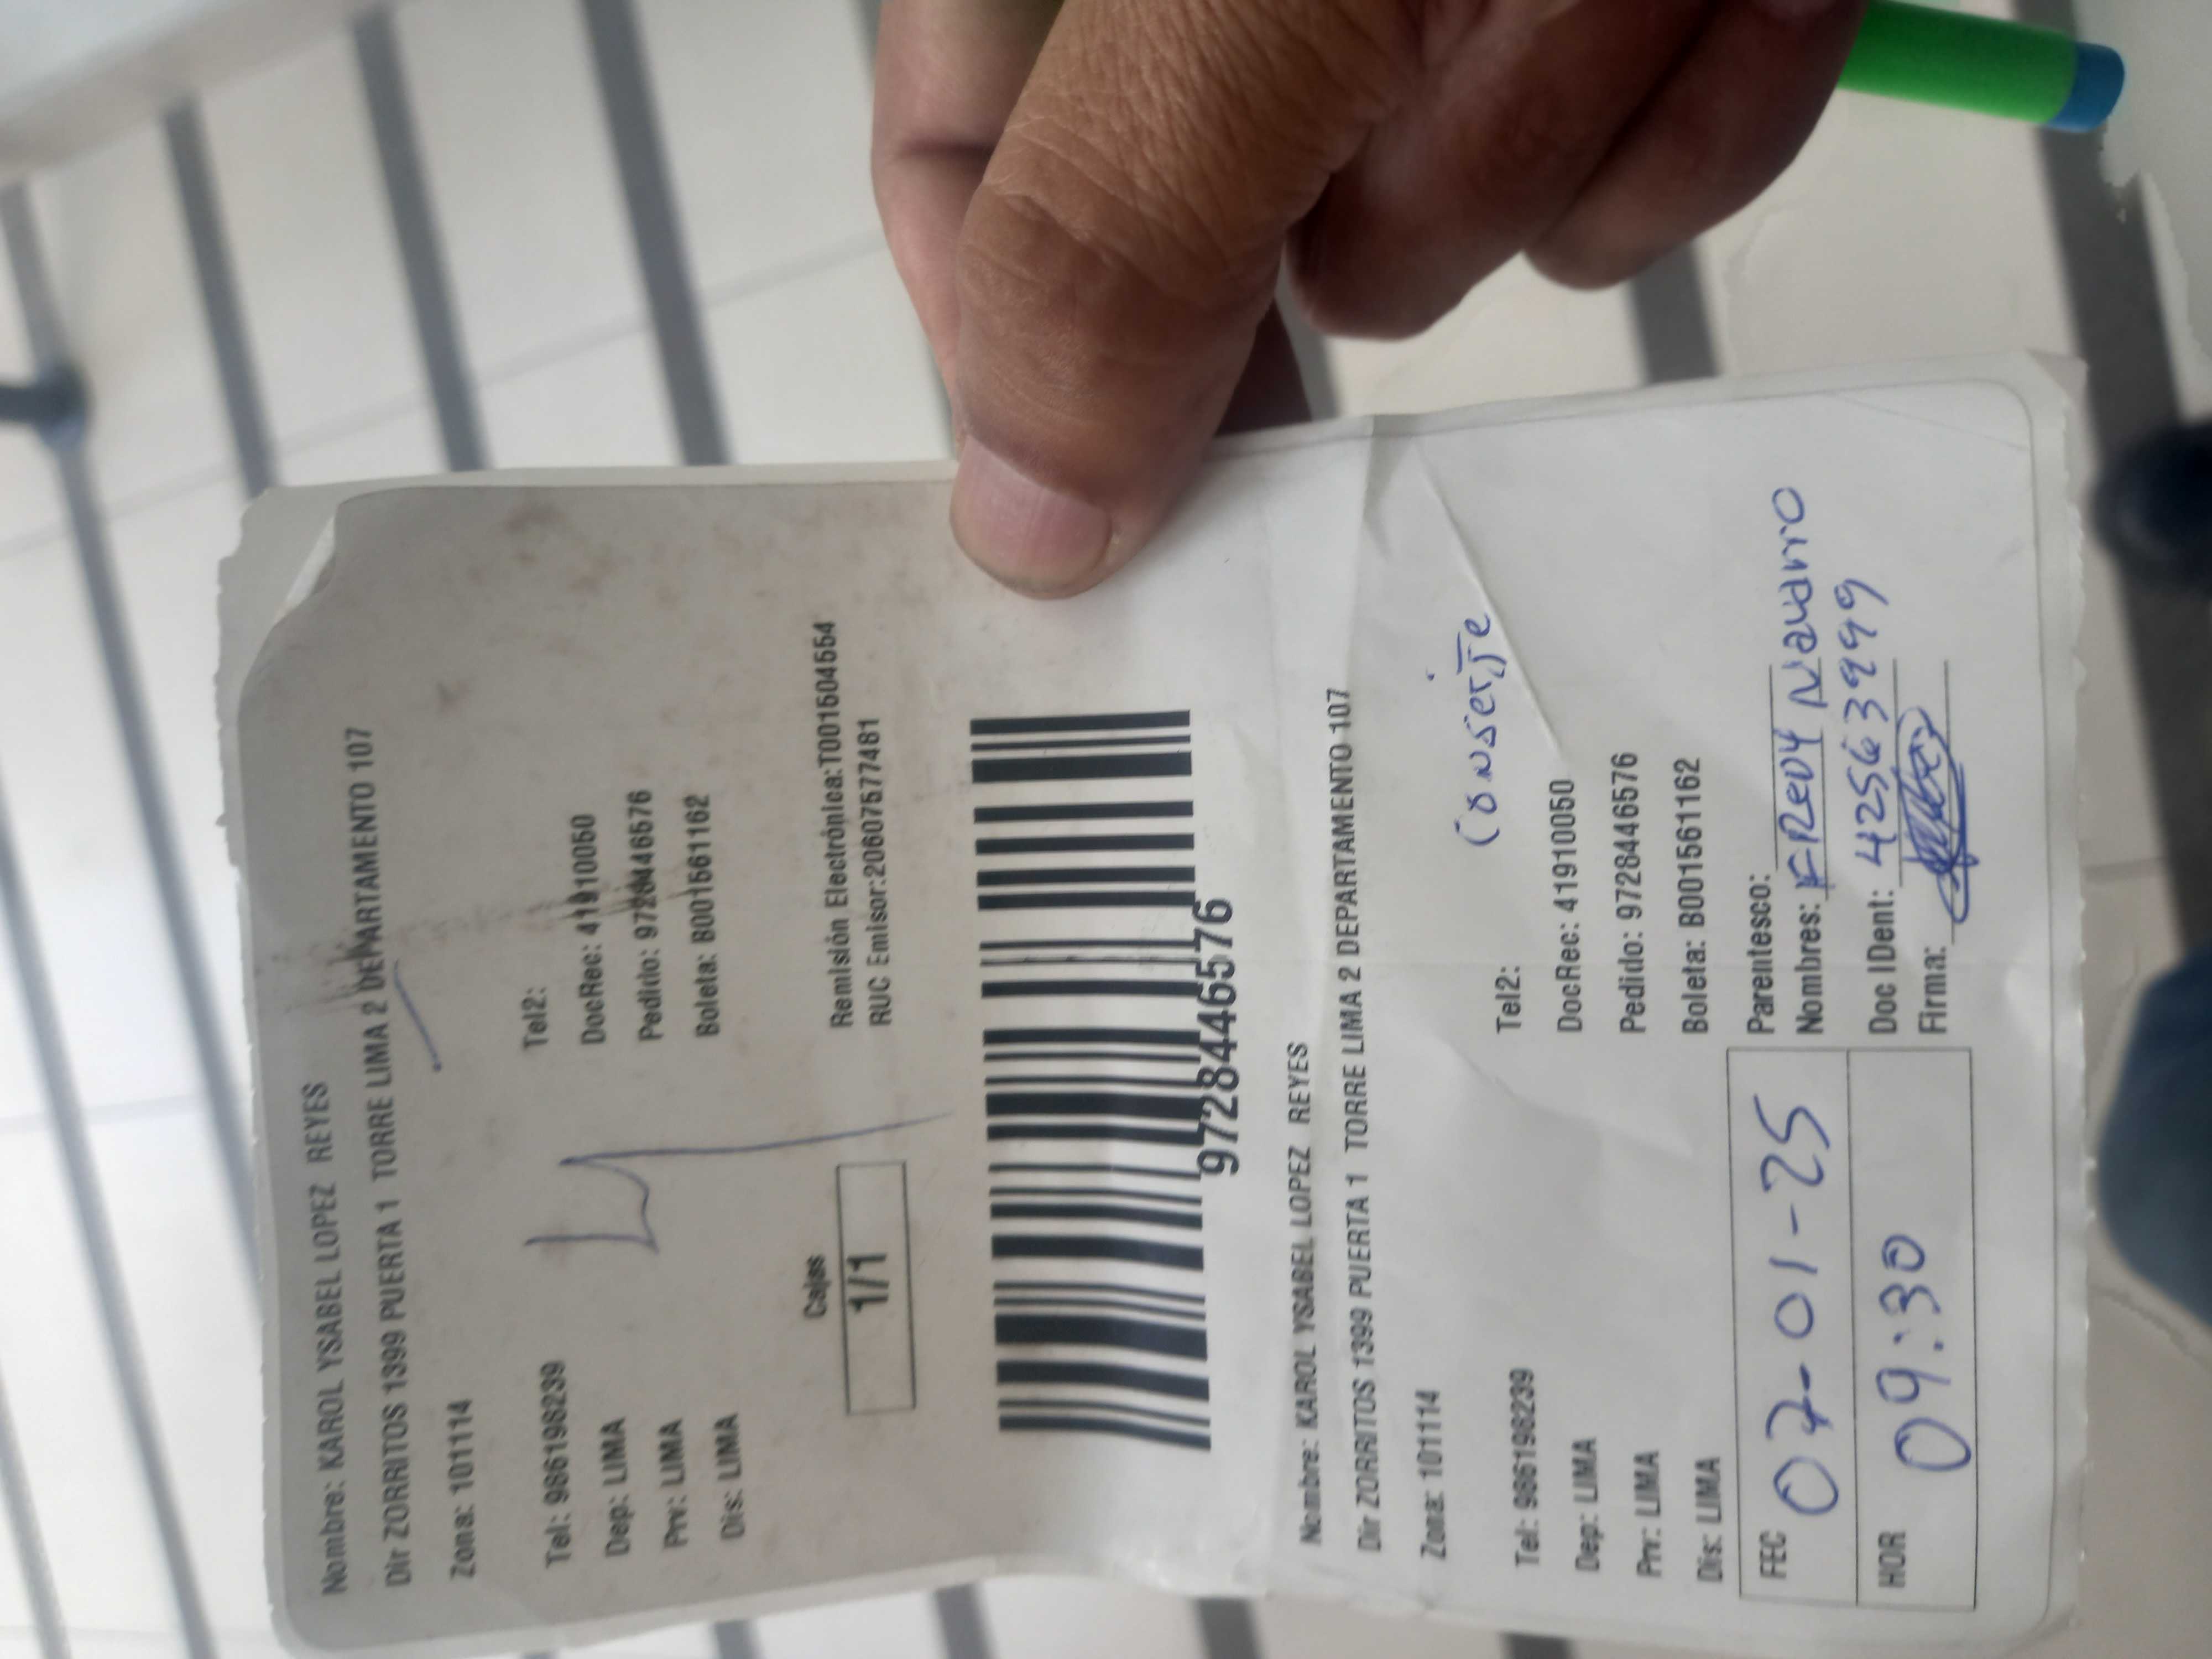 Nombre: KAROL YSABEL LOPEZ REYES
Dir ZORRITOS 1399 PUERTA 1 TORRE LIMA 2 DEPARTAMENTO 107
Zona: 101114
Tel: 986196239 Tel2:
Dep: LIMA DocRec: 41910050
Prv: LIMA Pedido: 9728446576
Dis: LIMA Boleta: B001561162
Cajas
1/1
Remisión Electrónica:T001504554
RUC Emisor:20607577481
9728446576
Nombre: KAROL YSABEL LOPEZ REYES
Dir ZORRITOS 1399 PUERTA 1 TORRE LIMA 2 DEPARTAMENTO 107
Zona: 101114
Conserje
Tel: 986196239 Tel2:
Dep: LIMA DocRec: 41910050
Prv: LIMA Pedido: 9728446576
Dis: LIMA Boleta: B001561162
FEC 07-01-25 Parentesco:
Nombres: FREDY Navarro
HOR 09:30 Doc IDent: 42563999
Firma: